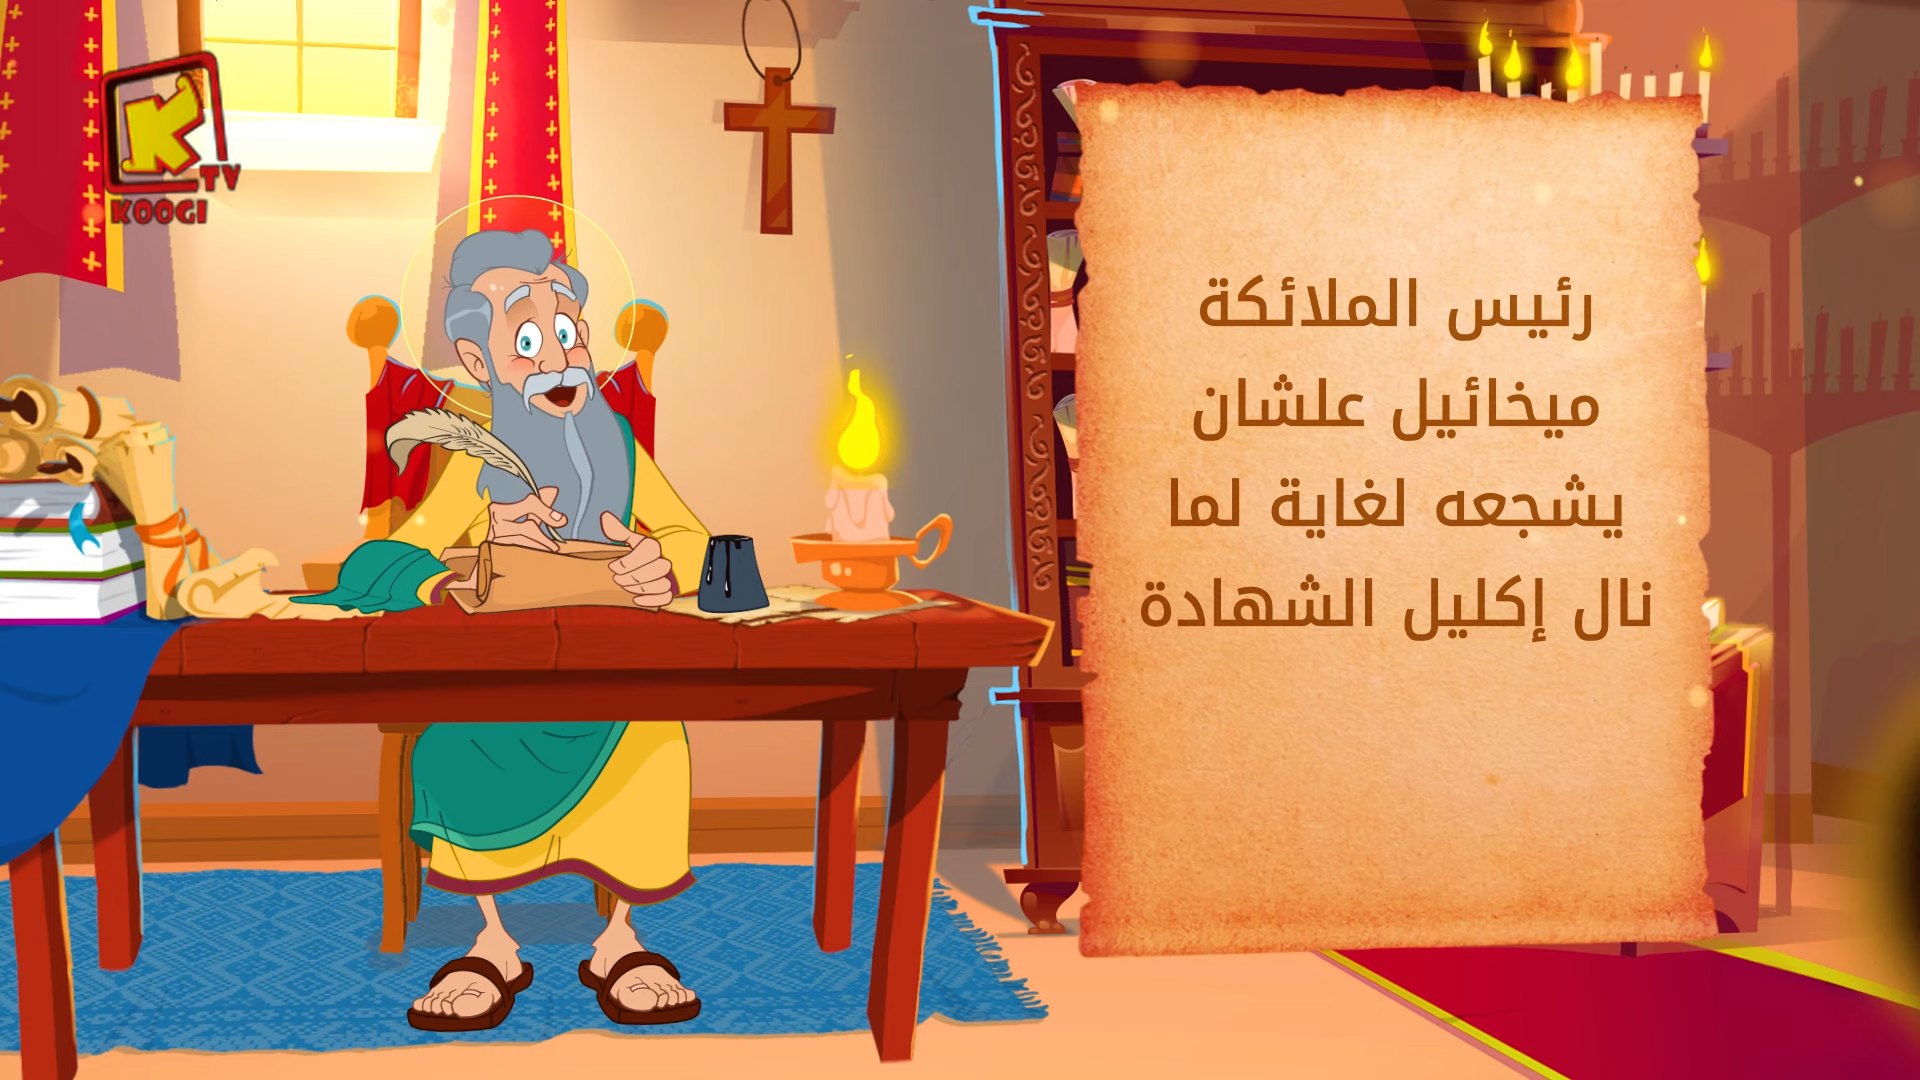 K
TV
KOOGI
رئيس الملائكة
ميخائيل علشان
يشجعه لغاية لما
نال إكليل الشهادة